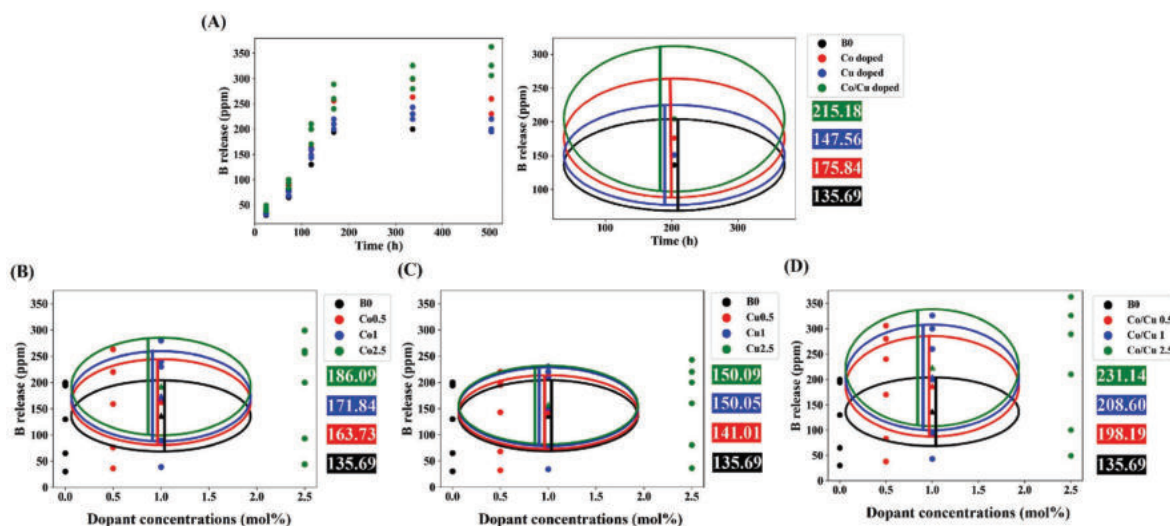 (A)
B release (ppm)
350
300
250
200
150
100
50
0 100 200 300 400 500
Time (h)
B release (ppm)
300
250
200
150
100
100 200 300
Time (h)
B0
Co doped
Cu doped
Co/Cu doped
215.18
147.56
175.84
135.69
(B)
B release (ppm)
350
300
250
200
150
100
50
0
0.0 0.5 1.0 1.5 2.0 2.5
Dopant concentrations (mol%)
B0
Co0.5
Co1
Co2.5
186.09
171.84
163.73
135.69
(C)
B release (ppm)
350
300
250
200
150
100
50
0
0.0 0.5 1.0 1.5 2.0 2.5
Dopant concentrations (mol%)
B0
Cu0.5
Cu1
Cu2.5
150.09
150.05
141.01
135.69
(D)
B release (ppm)
350
300
250
200
150
100
50
0
0.0 0.5 1.0 1.5 2.0 2.5
Dopant concentrations (mol%)
B0
Co/Cu 0.5
Co/Cu 1
Co/Cu 2.5
231.14
208.60
198.19
135.69